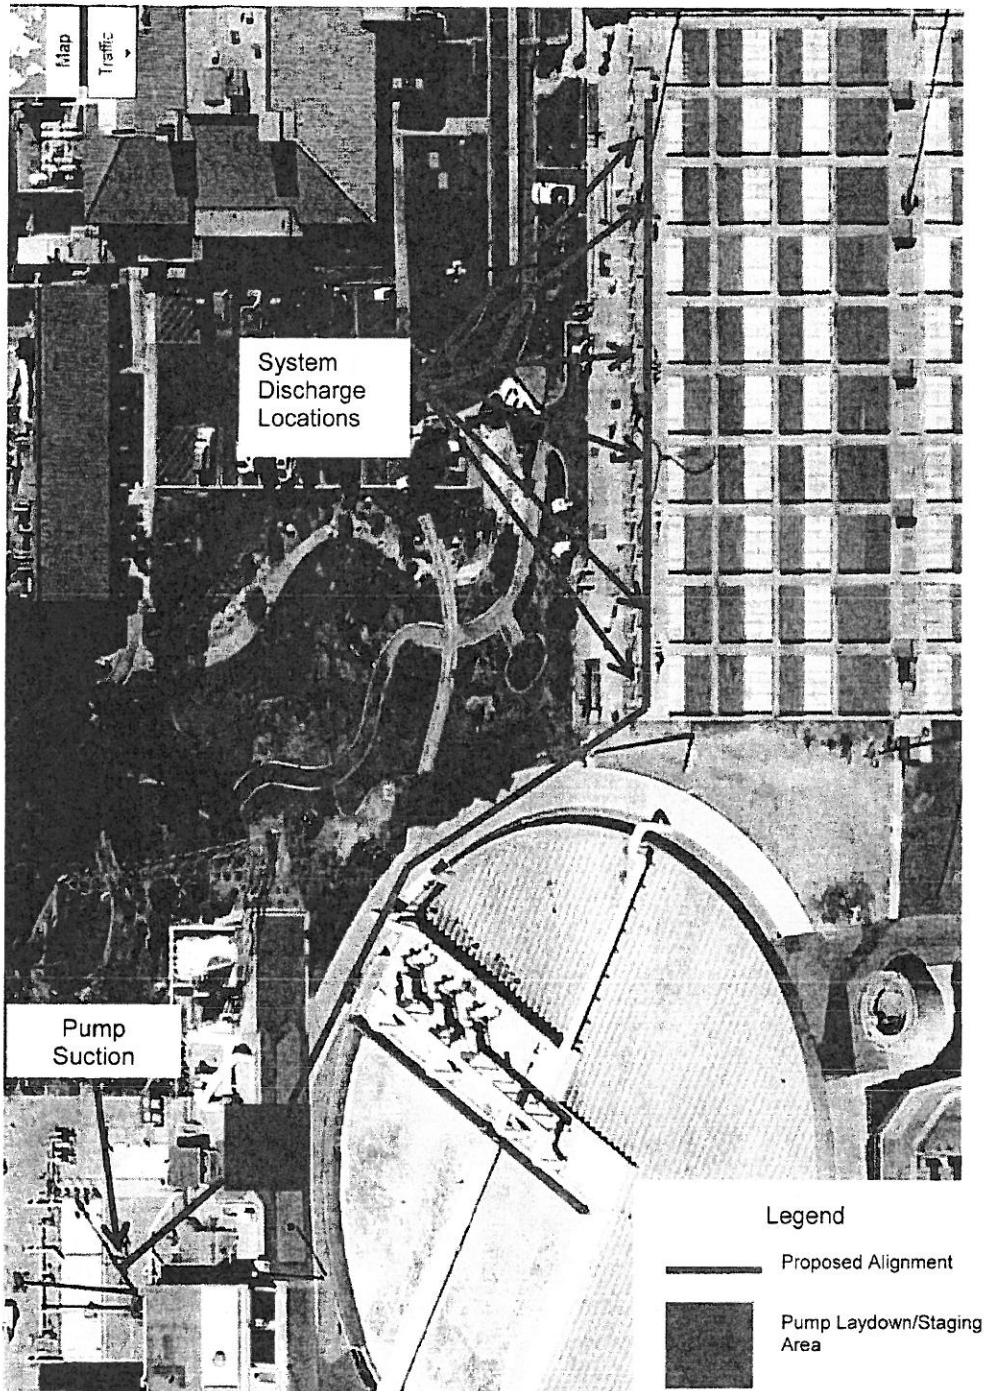 Map
Traffic
System
Discharge
Locations
Pump
Suction
Legend
Proposed Alignment
Pump Laydown/Staging
Area